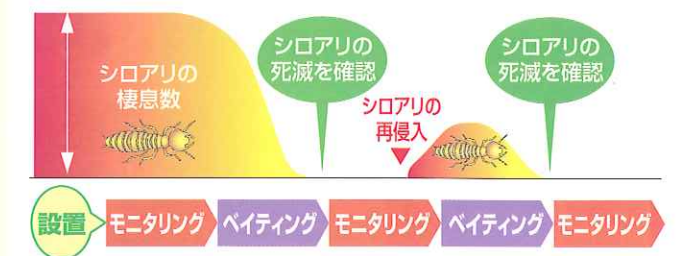 シロアリの
棲息数
シロアリの
死滅を確認
シロアリの
再侵入
シロアリの
死滅を確認
設置
モニタリング
ベイティング
モニタリング
ベイティング
モニタリング